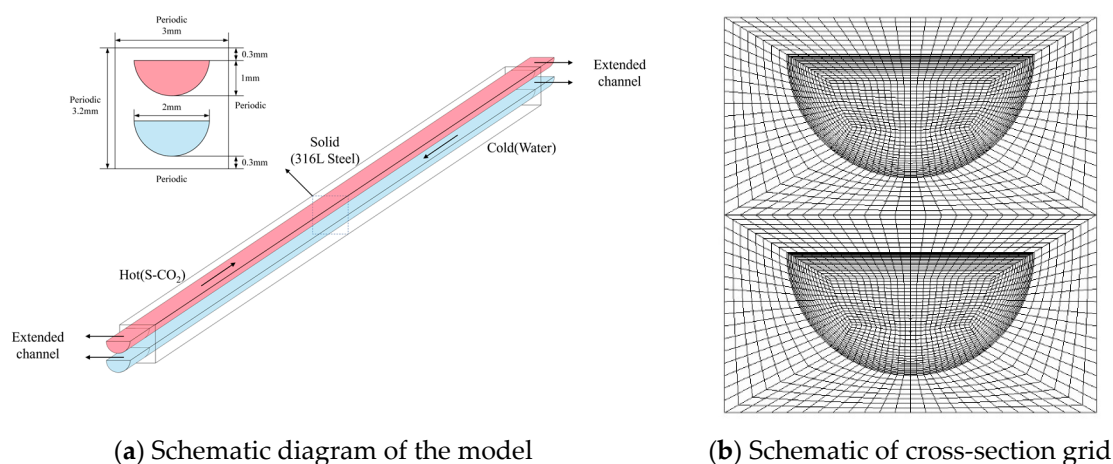 Periodic
3mm
0.3mm
1mm
Periodic
3.2mm
Periodic
2mm
0.3mm
Periodic
Extended
channel
Solid
(316L Steel)
Cold(Water)
Hot(S-CO₂)
Extended
channel
(a) Schematic diagram of the model
(b) Schematic of cross-section grid